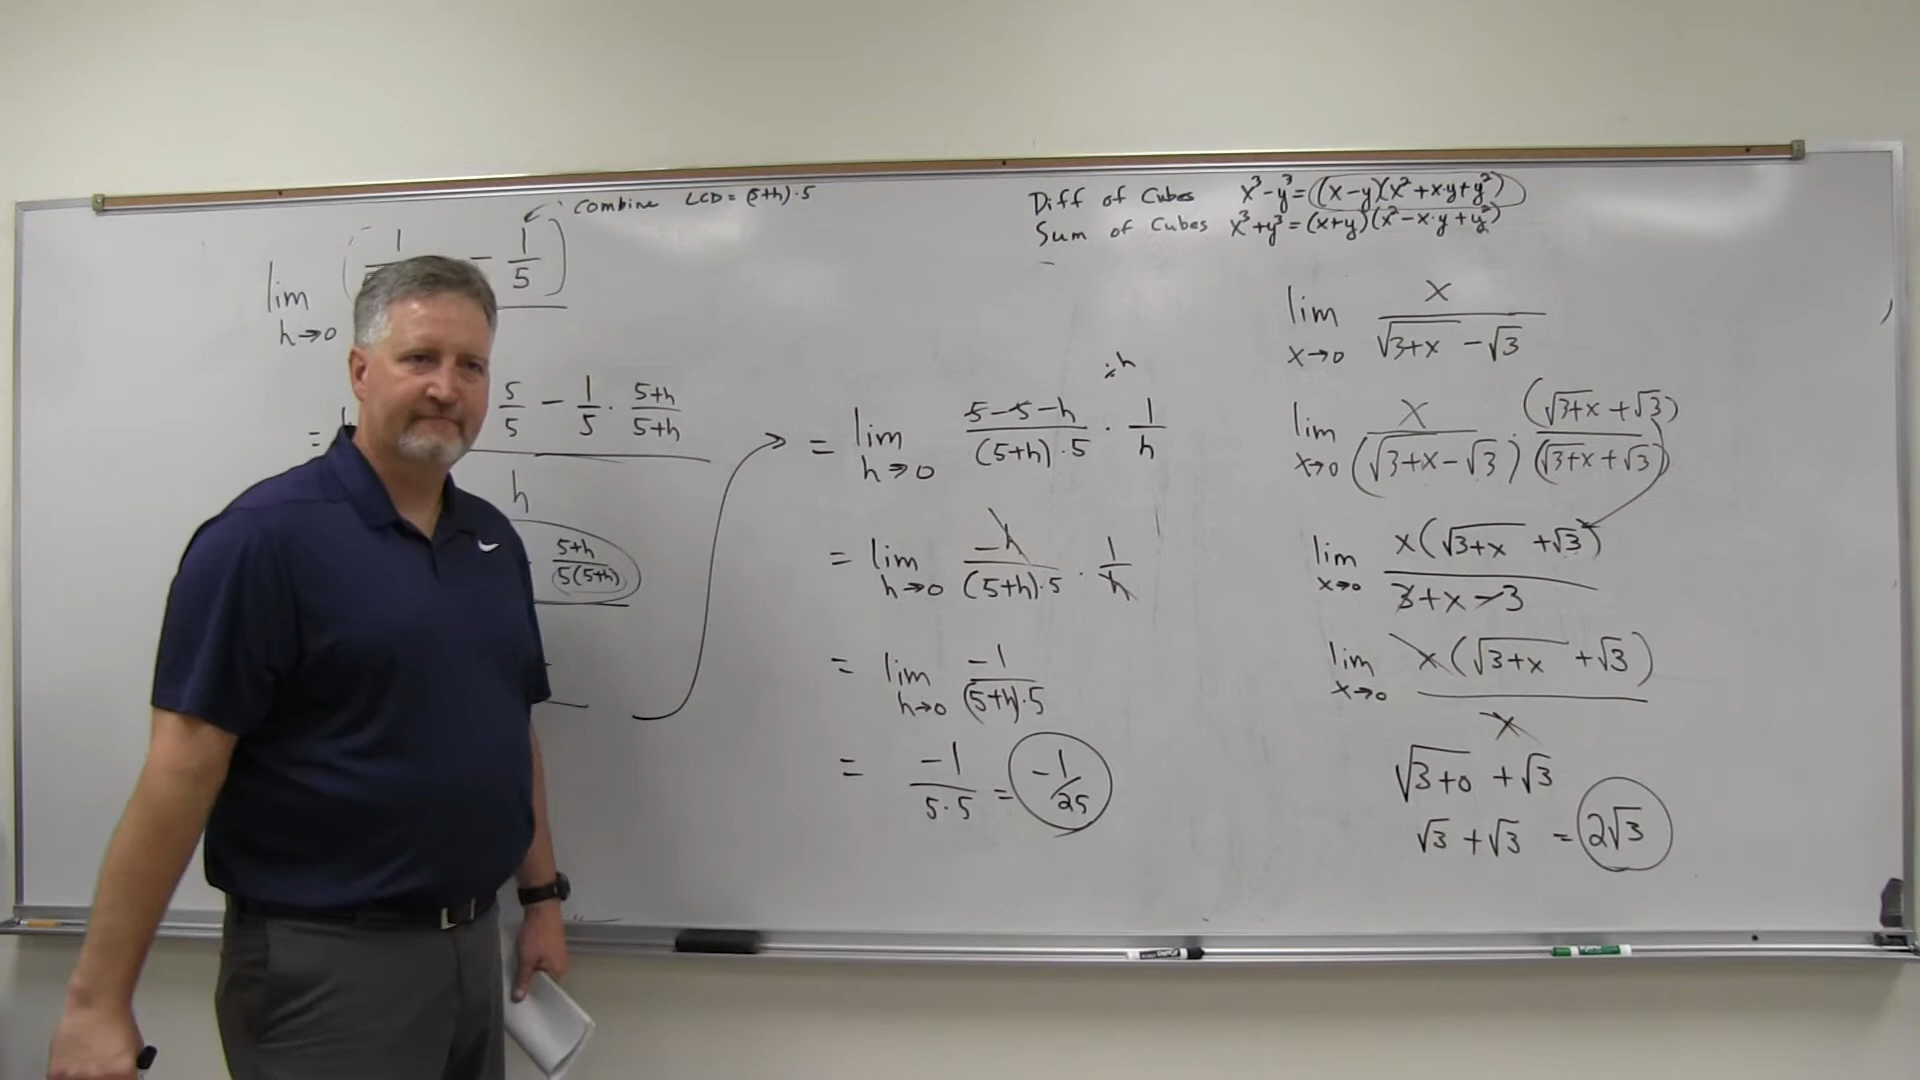 Combine LCD = (5+h)·5
lim h→0 (1/ - 1/5)
= 5/5 - 1/5 · 5+h/5+h
h
5+h/5(5+h)
÷h
= lim h→0 5-5-h/(5+h)·5 · 1/h
= lim h→0 -h/(5+h)·5 · 1/h
= lim h→0 -1/(5+h)·5
= -1/5·5 = -1/25
Diff of Cubes x³-y³=(x-y)(x²+x·y+y²)
Sum of Cubes x³+y³=(x+y)(x²-x·y+y²)
lim x→0 x/√3+x - √3
lim x→0 x/(√3+x - √3) · (√3+x + √3)/(√3+x + √3)
lim x→0 x(√3+x + √3)/3+x-3
lim x→0 x(√3+x + √3)/x
√3+0 + √3
√3 + √3 = 2√3